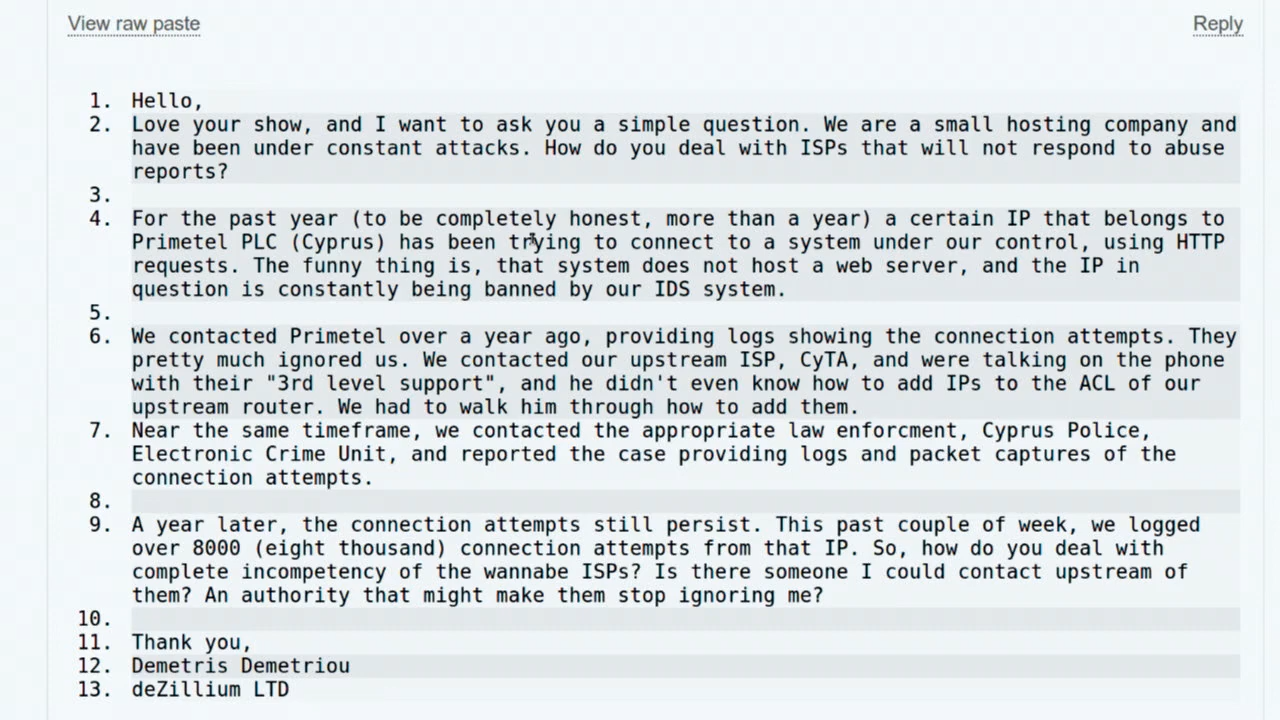 View raw paste
Reply
1. Hello,
2. Love your show, and I want to ask you a simple question. We are a small hosting company and
have been under constant attacks. How do you deal with ISPs that will not respond to abuse
reports?
3.
4. For the past year (to be completely honest, more than a year) a certain IP that belongs to
Primetel PLC (Cyprus) has been trying to connect to a system under our control, using HTTP
requests. The funny thing is, that system does not host a web server, and the IP in
question is constantly being banned by our IDS system.
5.
6. We contacted Primetel over a year ago, providing logs showing the connection attempts. They
pretty much ignored us. We contacted our upstream ISP, CyTA, and were talking on the phone
with their "3rd level support", and he didn't even know how to add IPs to the ACL of our
upstream router. We had to walk him through how to add them.
7. Near the same timeframe, we contacted the appropriate law enforcment, Cyprus Police,
Electronic Crime Unit, and reported the case providing logs and packet captures of the
connection attempts.
8.
9. A year later, the connection attempts still persist. This past couple of week, we logged
over 8000 (eight thousand) connection attempts from that IP. So, how do you deal with
complete incompetency of the wannabe ISPs? Is there someone I could contact upstream of
them? An authority that might make them stop ignoring me?
10.
11. Thank you,
12. Demetris Demetriou
13. deZillium LTD